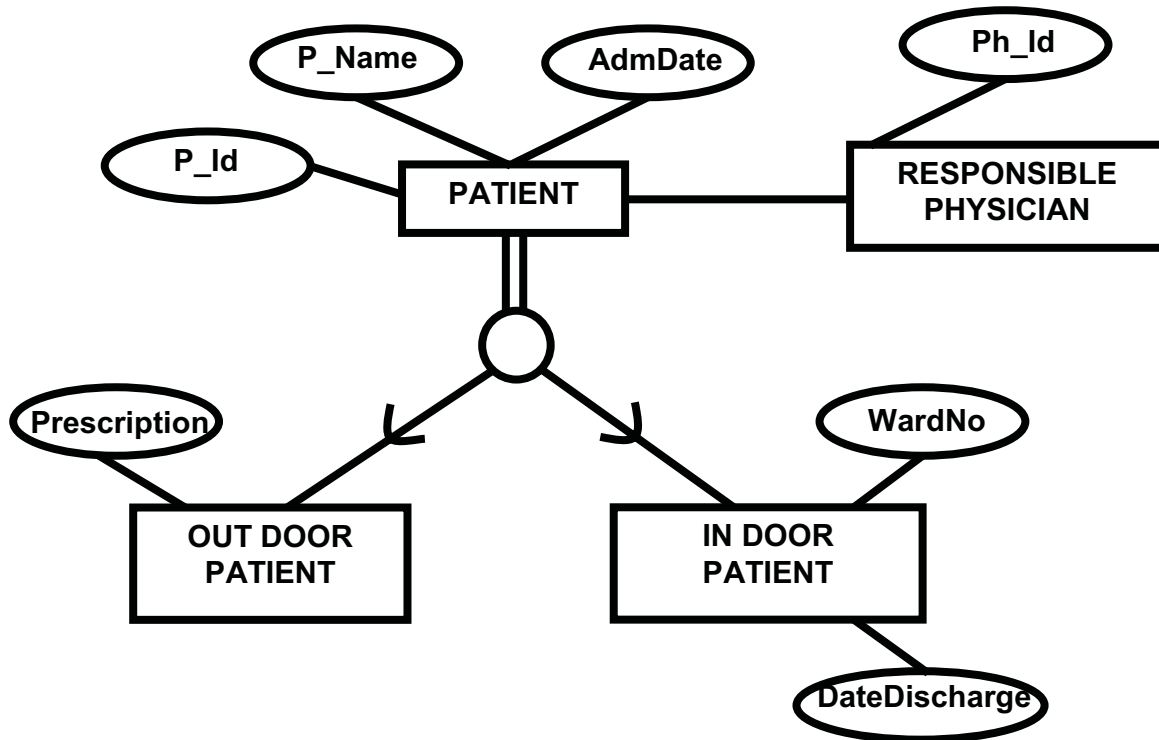 P_Name
AdmDate
Ph_Id
P_Id
PATIENT
RESPONSIBLE
PHYSICIAN
Prescription
WardNo
OUT DOOR
PATIENT
IN DOOR
PATIENT
DateDischarge